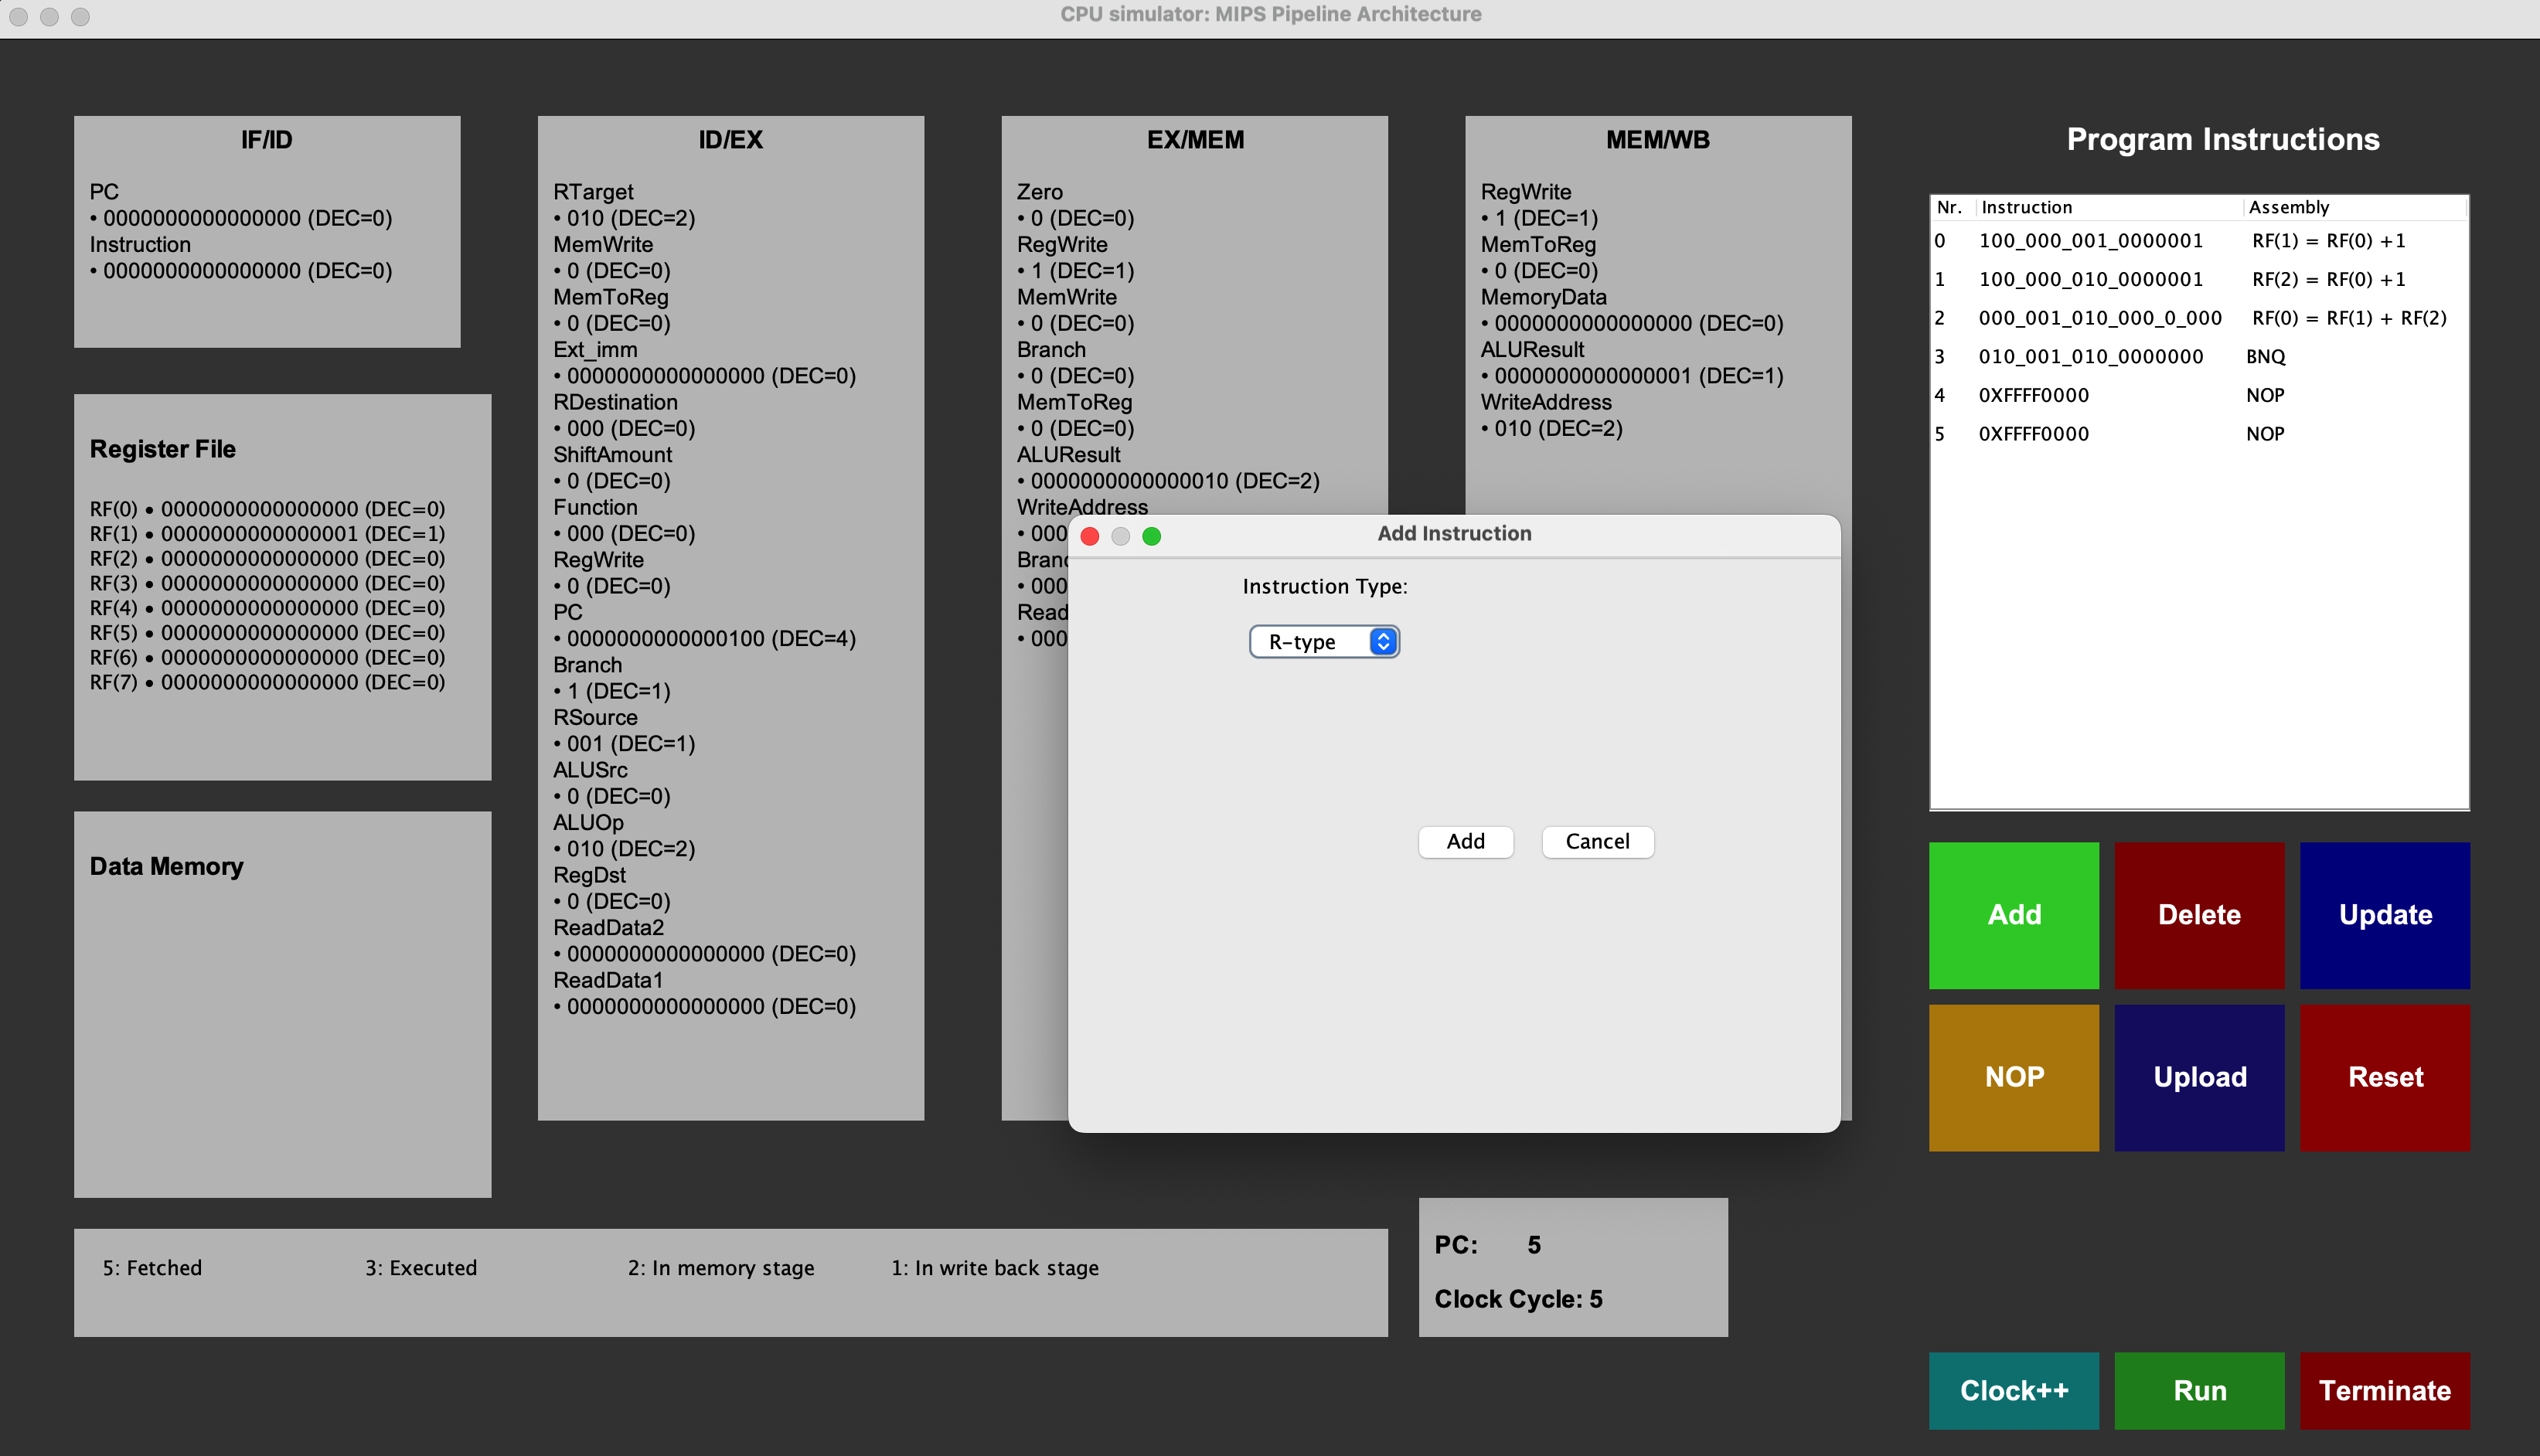 CPU simulator: MIPS Pipeline Architecture
IF/ID
PC
• 0000000000000000 (DEC=0)
Instruction
• 0000000000000000 (DEC=0)
Register File
RF(0) • 0000000000000000 (DEC=0)
RF(1) • 0000000000000001 (DEC=1)
RF(2) • 0000000000000000 (DEC=0)
RF(3) • 0000000000000000 (DEC=0)
RF(4) • 0000000000000000 (DEC=0)
RF(5) • 0000000000000000 (DEC=0)
RF(6) • 0000000000000000 (DEC=0)
RF(7) • 0000000000000000 (DEC=0)
Data Memory
ID/EX
RTarget
• 010 (DEC=2)
MemWrite
• 0 (DEC=0)
MemToReg
• 0 (DEC=0)
Ext_imm
• 0000000000000000 (DEC=0)
RDestination
• 000 (DEC=0)
ShiftAmount
• 0 (DEC=0)
Function
• 000 (DEC=0)
RegWrite
• 0 (DEC=0)
PC
• 0000000000000100 (DEC=4)
Branch
• 1 (DEC=1)
RSource
• 001 (DEC=1)
ALUSrc
• 0 (DEC=0)
ALUOp
• 010 (DEC=2)
RegDst
• 0 (DEC=0)
ReadData2
• 0000000000000000 (DEC=0)
ReadData1
• 0000000000000000 (DEC=0)
EX/MEM
Zero
• 0 (DEC=0)
RegWrite
• 1 (DEC=1)
MemWrite
• 0 (DEC=0)
Branch
• 0 (DEC=0)
MemToReg
• 0 (DEC=0)
ALUResult
• 0000000000000010 (DEC=2)
WriteAddress
• 000
Branc
• 000
Read
• 000
MEM/WB
RegWrite
• 1 (DEC=1)
MemToReg
• 0 (DEC=0)
MemoryData
• 0000000000000000 (DEC=0)
ALUResult
• 0000000000000001 (DEC=1)
WriteAddress
• 010 (DEC=2)
Add Instruction
Instruction Type:
R-type
Add Cancel
Program Instructions
Nr. Instruction Assembly
0 100_000_001_0000001 RF(1) = RF(0) +1
1 100_000_010_0000001 RF(2) = RF(0) +1
2 000_001_010_000_0_000 RF(0) = RF(1) + RF(2)
3 010_001_010_0000000 BNQ
4 0XFFFF0000 NOP
5 0XFFFF0000 NOP
Add Delete Update
NOP Upload Reset
5: Fetched 3: Executed 2: In memory stage 1: In write back stage
PC: 5
Clock Cycle: 5
Clock++ Run Terminate